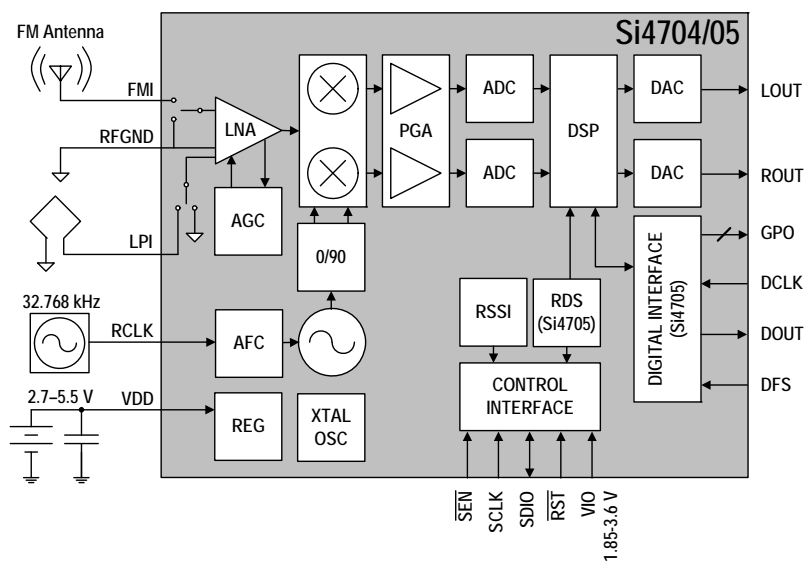 Si4704/05
FM Antenna
FMI
RFGND
LPI
LNA
AGC
PGA
ADC
ADC
DSP
DAC
DAC
LOUT
ROUT
GPO
DCLK
DOUT
DFS
DIGITAL INTERFACE
(Si4705)
0/90
32.768 kHz
RCLK
AFC
RSSI
RDS
(Si4705)
2.7–5.5 V
VDD
REG
XTAL
OSC
CONTROL
INTERFACE
SEN
SCLK
SDIO
RST
VIO
1.85-3.6 V